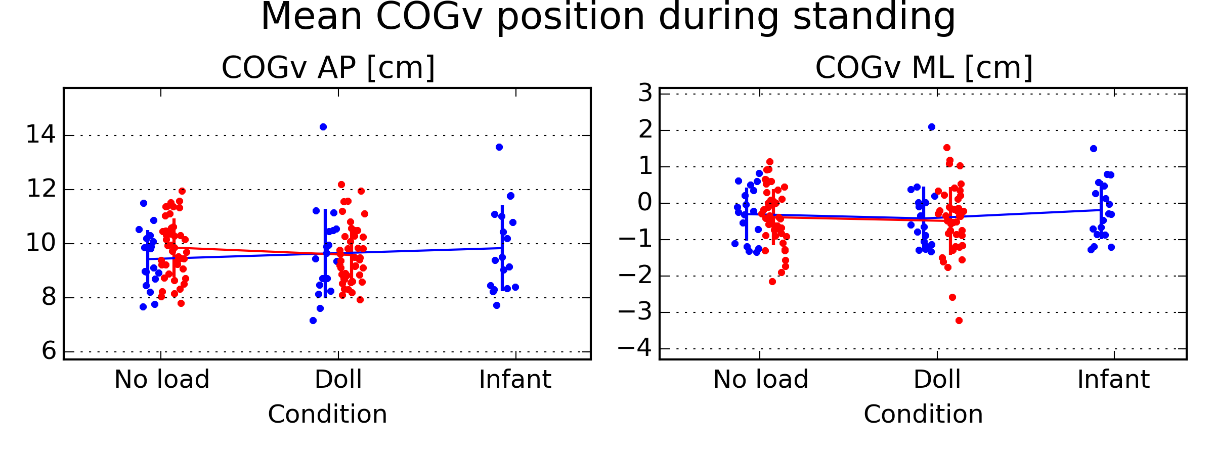 Mean COGv position during standing
COGv AP [cm]
14
12
10
8
6
No load Doll Infant
Condition
COGv ML [cm]
3
2
1
0
−1
−2
−3
−4
No load Doll Infant
Condition